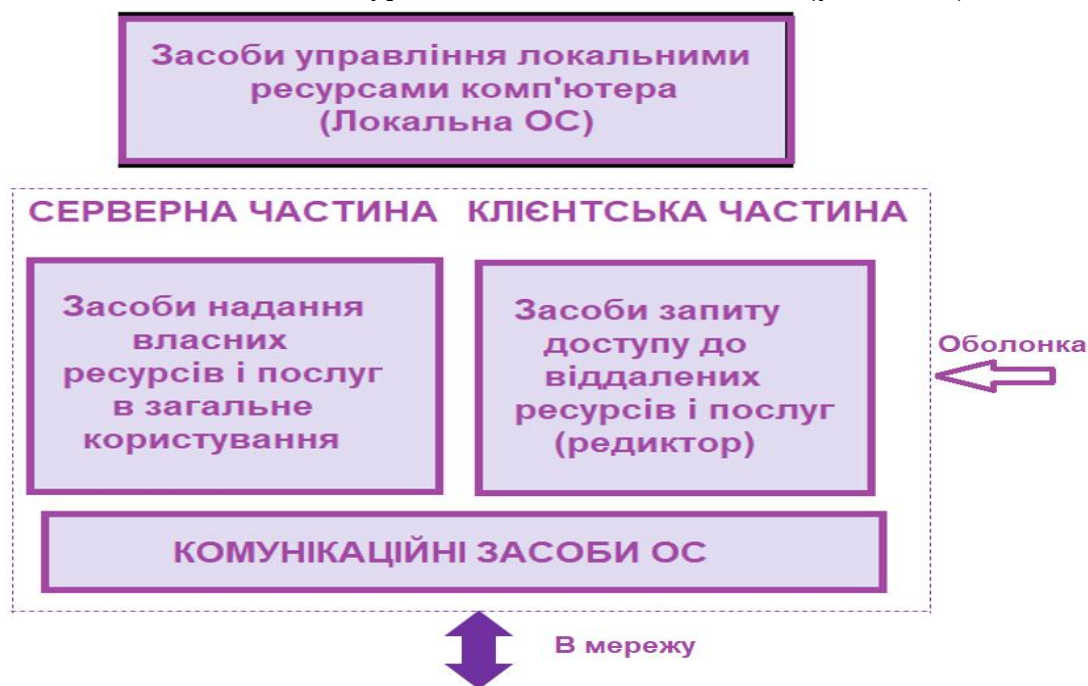 Засоби управління локальними
ресурсами комп'ютера
(Локальна ОС)
СЕРВЕРНА ЧАСТИНА КЛІЄНТСЬКА ЧАСТИНА
Засоби надання
власних
ресурсів і послуг
в загальне
користування
Засоби запиту
доступу до
віддалених
ресурсів і послуг
(редиктор)
Оболонка
КОМУНІКАЦІЙНІ ЗАСОБИ ОС
В мережу